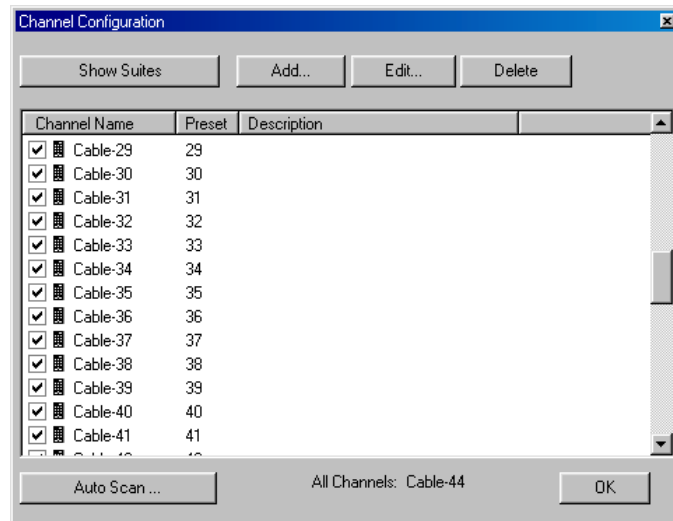 Channel Configuration
Show Suites Add... Edit... Delete
Channel Name Preset Description
Cable-29 29
Cable-30 30
Cable-31 31
Cable-32 32
Cable-33 33
Cable-34 34
Cable-35 35
Cable-36 36
Cable-37 37
Cable-38 38
Cable-39 39
Cable-40 40
Cable-41 41
Auto Scan ... All Channels: Cable-44 OK